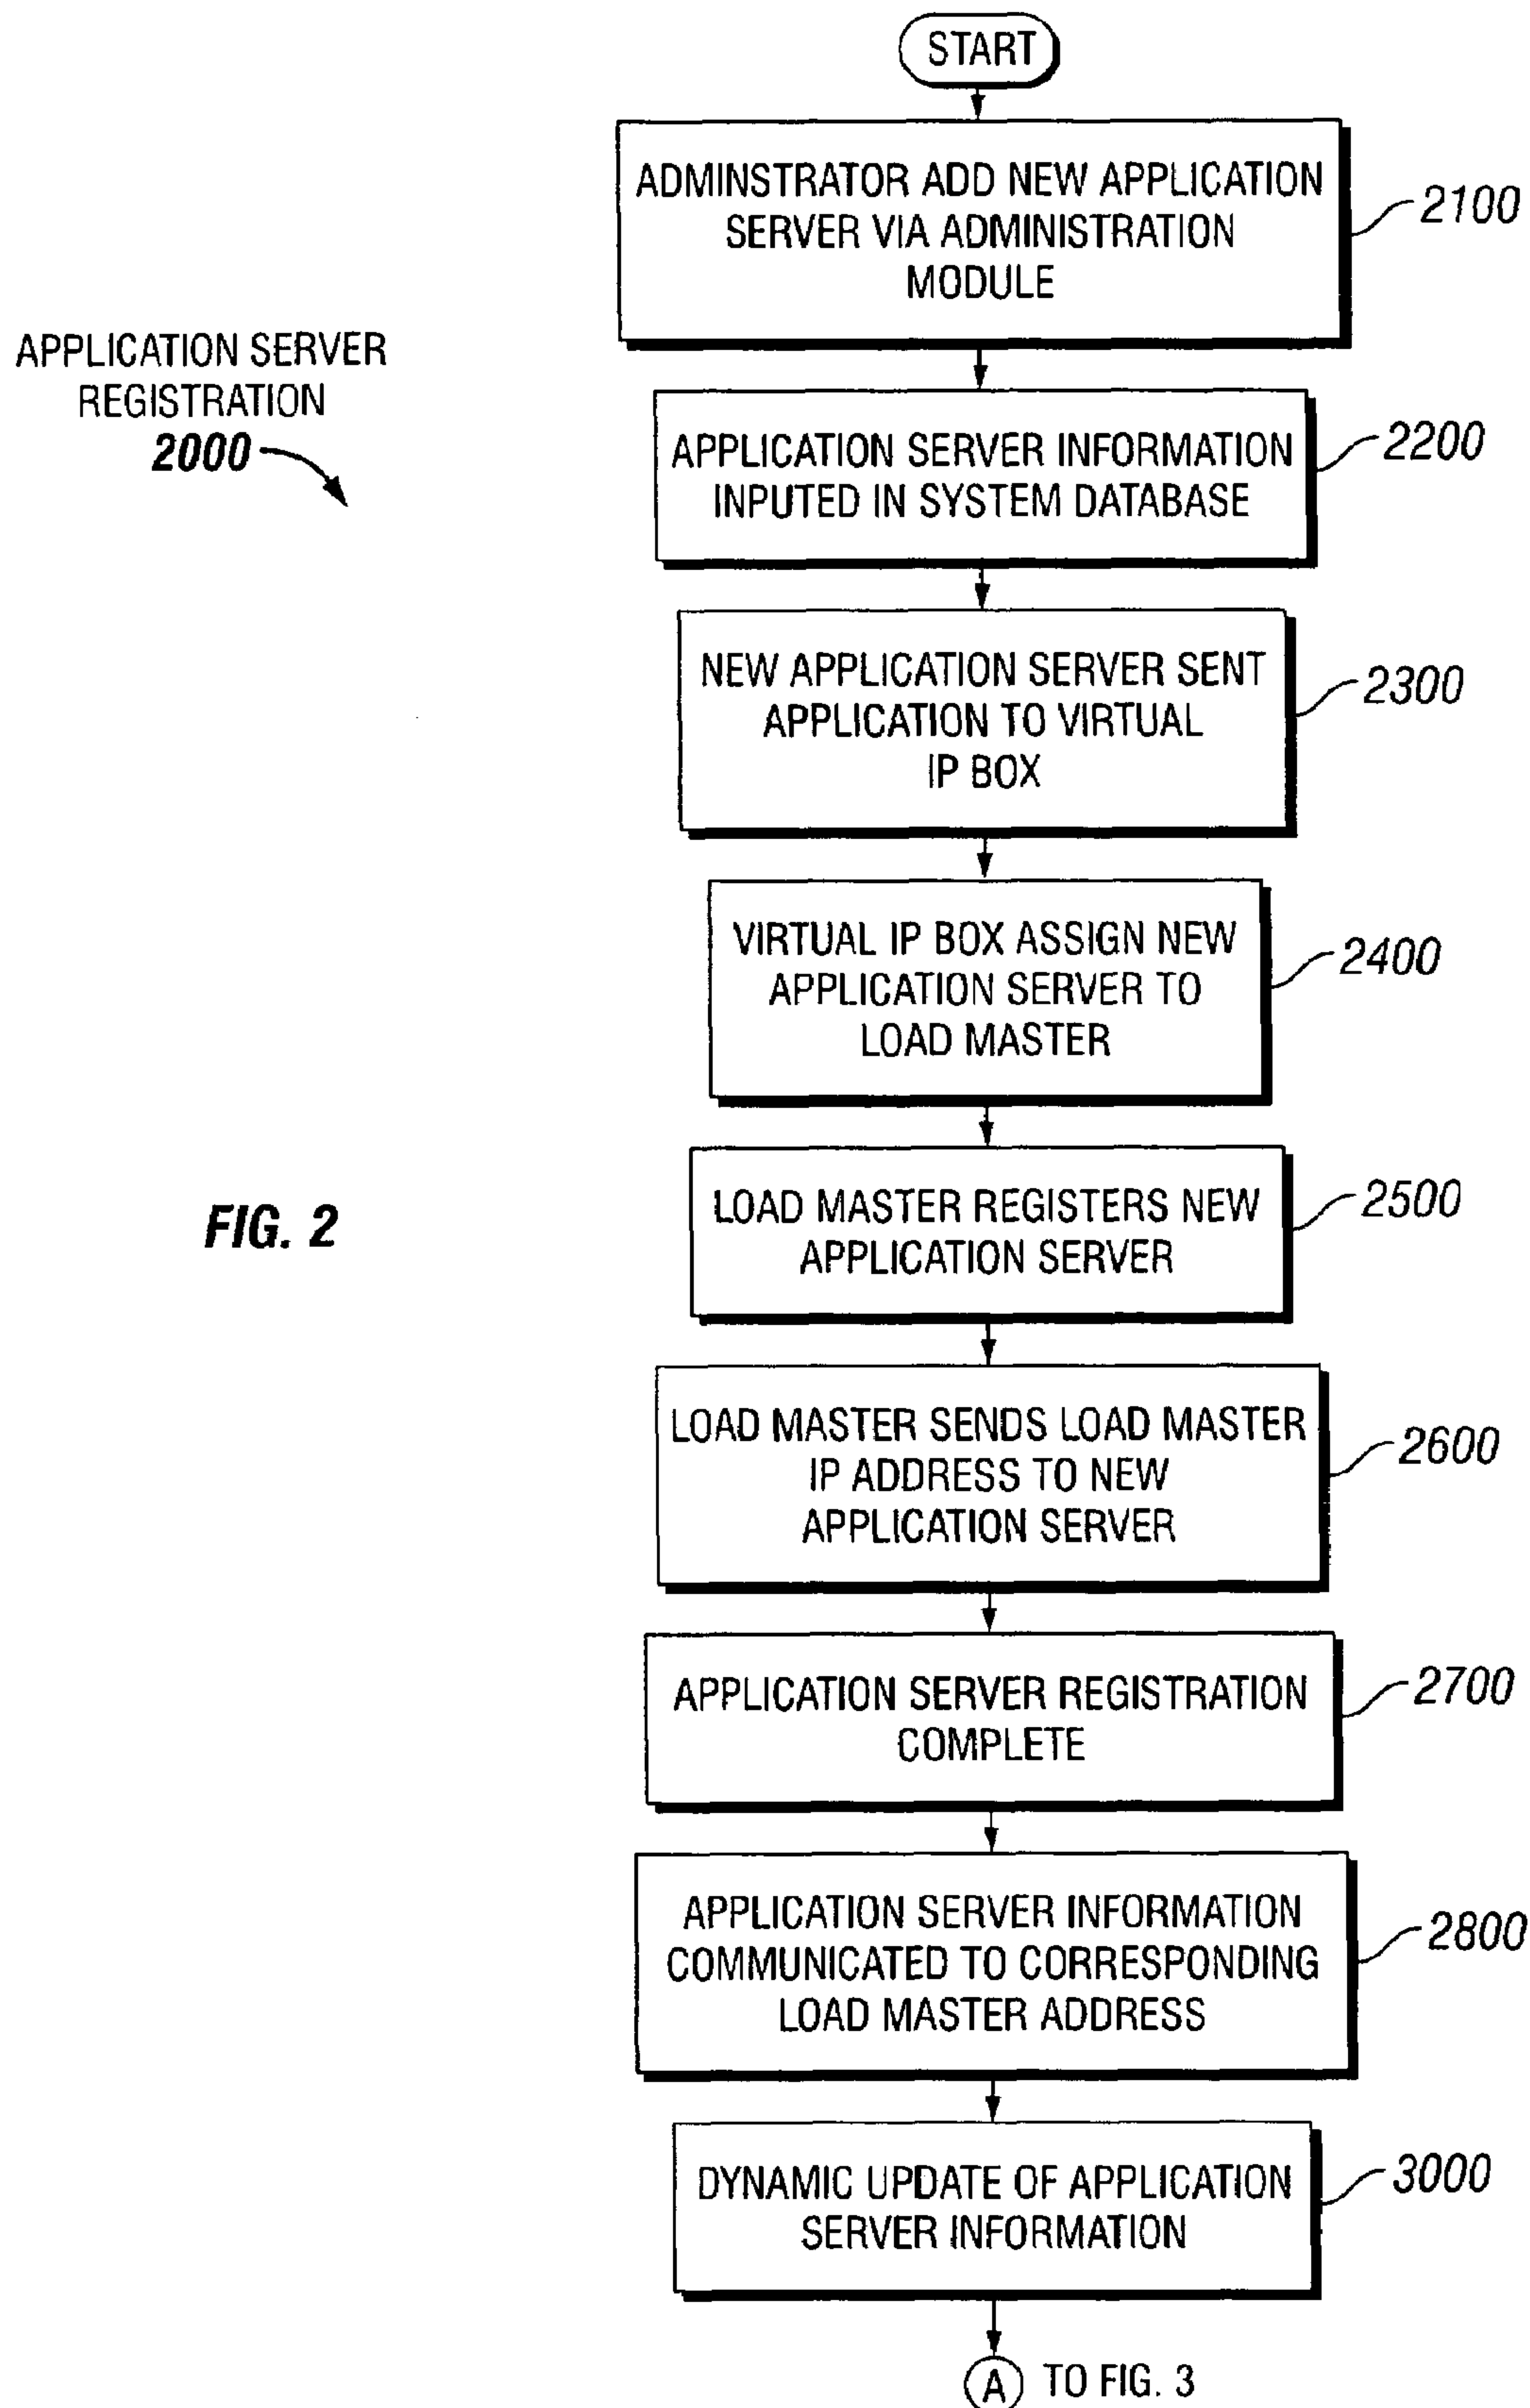 START
ADMINSTRATOR ADD NEW APPLICATION
SERVER VIA ADMINISTRATION
MODULE
2100
APPLICATION SERVER
REGISTRATION
2000
APPLICATION SERVER INFORMATION
INPUTED IN SYSTEM DATABASE
2200
NEW APPLICATION SERVER SENT
APPLICATION TO VIRTUAL
IP BOX
2300
VIRTUAL IP BOX ASSIGN NEW
APPLICATION SERVER TO
LOAD MASTER
2400
FIG. 2
LOAD MASTER REGISTERS NEW
APPLICATION SERVER
2500
LOAD MASTER SENDS LOAD MASTER
IP ADDRESS TO NEW
APPLICATION SERVER
2600
APPLICATION SERVER REGISTRATION
COMPLETE
2700
APPLICATION SERVER INFORMATION
COMMUNICATED TO CORRESPONDING
LOAD MASTER ADDRESS
2800
DYNAMIC UPDATE OF APPLICATION
SERVER INFORMATION
3000
A TO FIG. 3